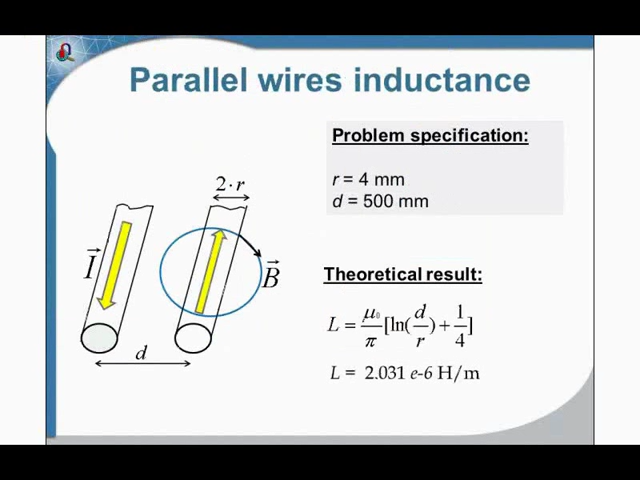 Parallel wires inductance
Problem specification:
r = 4 mm
d = 500 mm
2·r
I
B
d
Theoretical result:
L = μ₀/π [ln(d/r) + 1/4]
L = 2.031 e-6 H/m